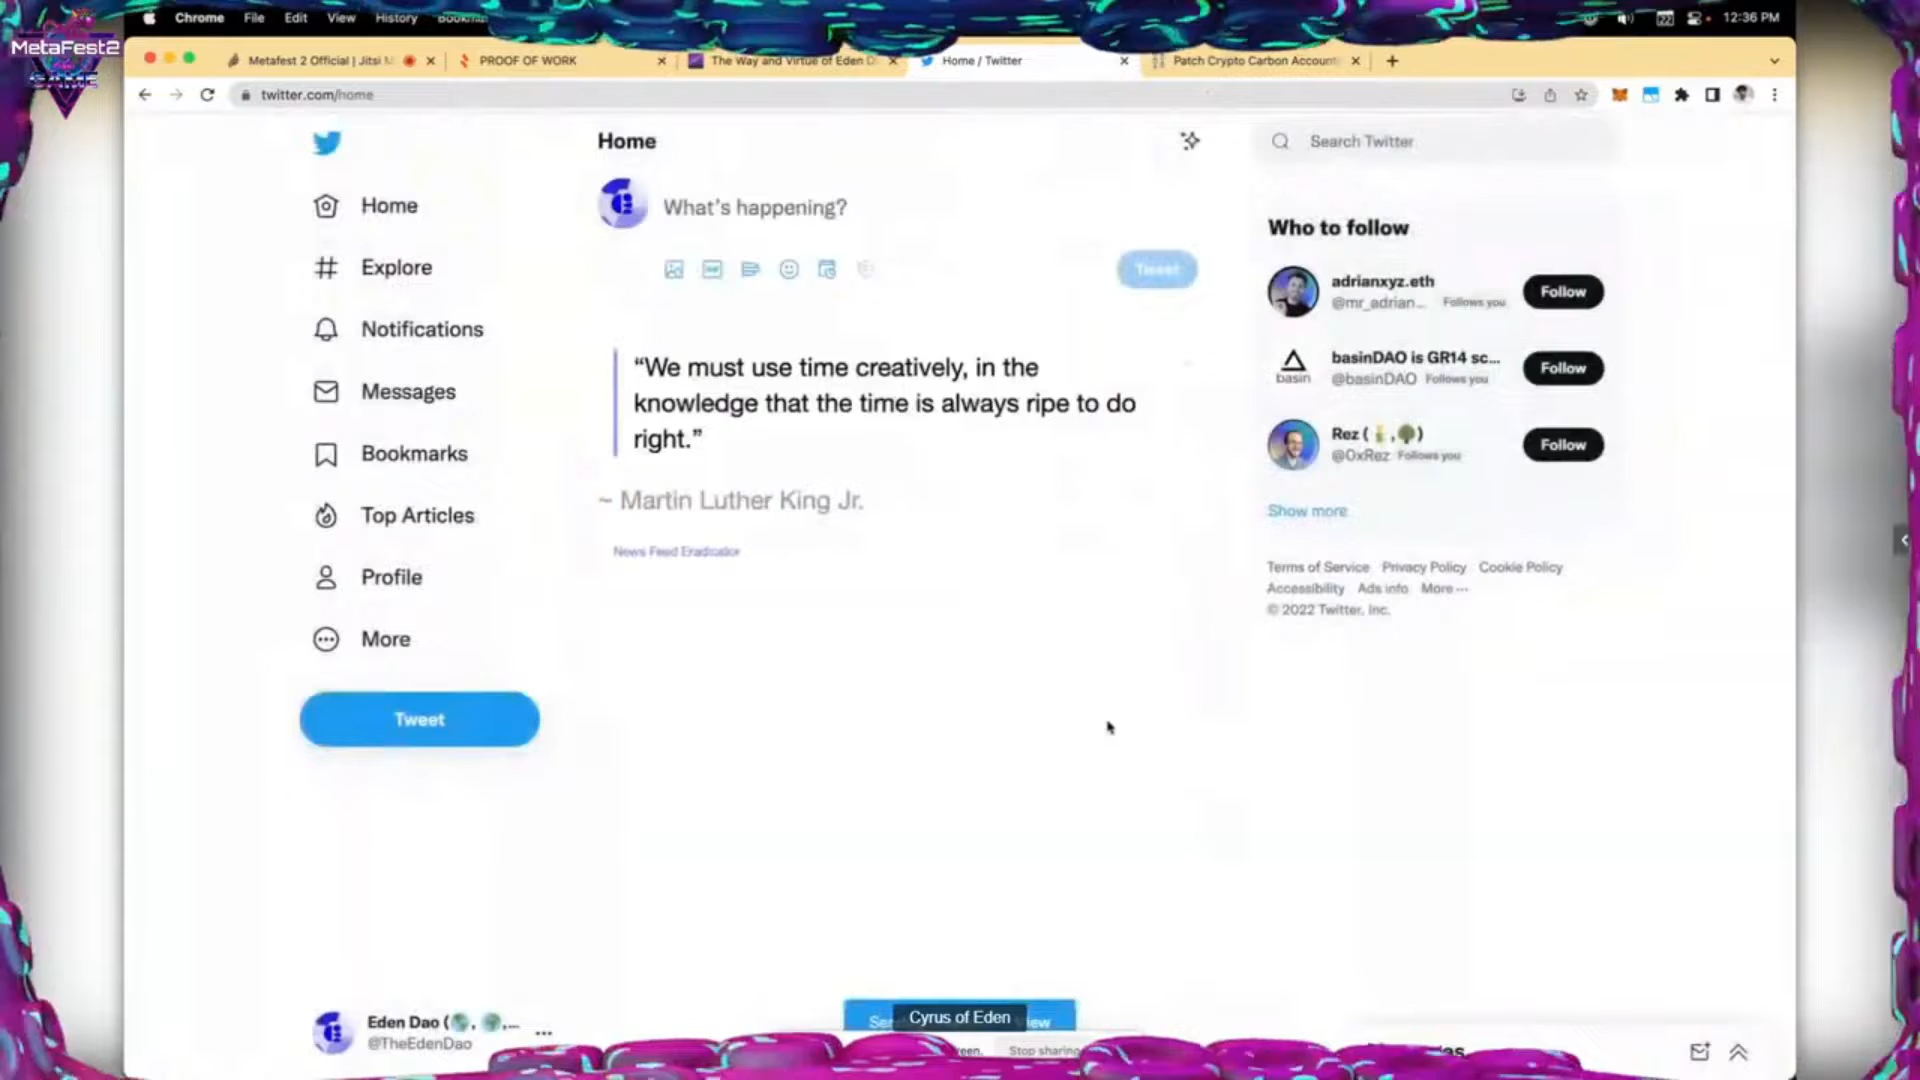 MetaFest2
GAME
Chrome File Edit View History Bookmar
22 12:36 PM
Metafest 2 Official | Jitsi M
PROOF OF WORK
The Way and Virtue of Eden D
Home / Twitter
Patch Crypto Carbon Account
twitter.com/home
Home
Explore
Notifications
Messages
Bookmarks
Top Articles
Profile
More
Tweet
Eden Dao (🌎, 🌎,...
@TheEdenDao
Home
What's happening?
Tweet
“We must use time creatively, in the
knowledge that the time is always ripe to do
right.”
~ Martin Luther King Jr.
News Feed Eradicator
Search Twitter
Who to follow
adrianxyz.eth
@mr_adrian... Follows you
Follow
basin
basinDAO is GR14 sc...
@basinDAO Follows you
Follow
Rez (🍾,🌳)
@0xRez Follows you
Follow
Show more
Terms of Service Privacy Policy Cookie Policy
Accessibility Ads info More ···
© 2022 Twitter, Inc.
Cyrus of Eden
Stop sharing